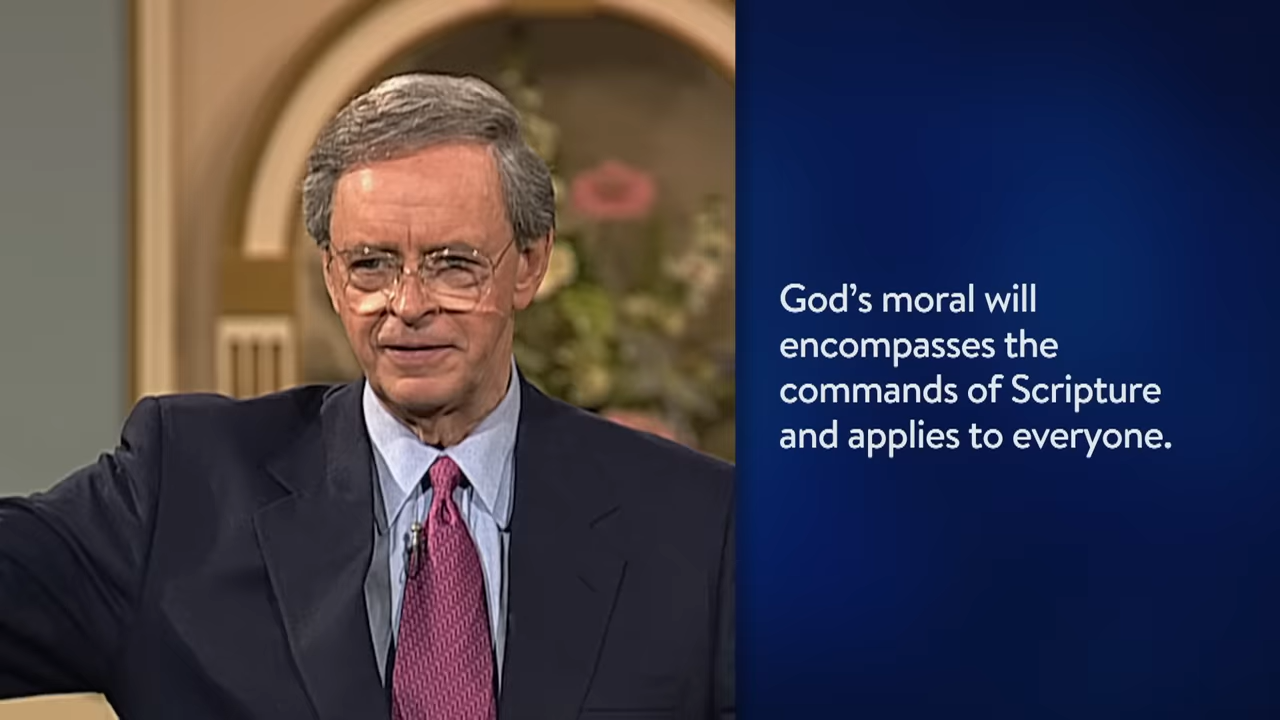 God’s moral will
encompasses the
commands of Scripture
and applies to everyone.